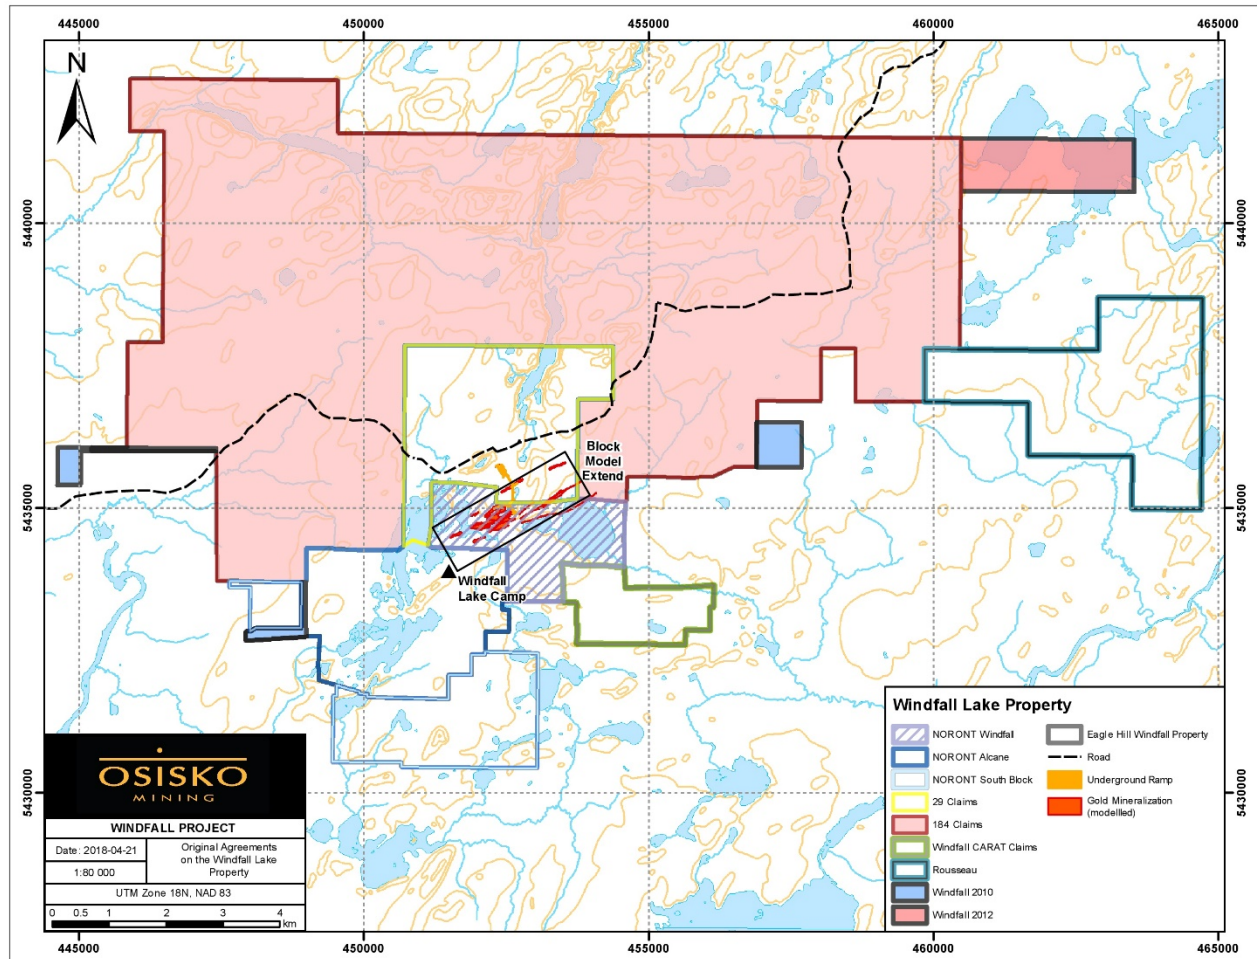 445000 450000 455000 460000 465000
N
5440000 5440000
Block
Model
Extend
5435000 5435000
Windfall
Lake Camp
Windfall Lake Property
NORONT Windfall
NORONT Alcane
NORONT South Block
29 Claims
184 Claims
Windfall CARAT Claims
Rousseau
Windfall 2010
Windfall 2012
Eagle Hill Windfall Property
Road
Underground Ramp
Gold Mineralization
(modellled)
OSISKO
MINING
WINDFALL PROJECT
Date: 2018-04-21
1:80 000
Original Agreements
on the Windfall Lake
Property
UTM Zone 18N, NAD 83
0 0.5 1 2 3 4
km
5430000 5430000
445000 450000 455000 460000 465000